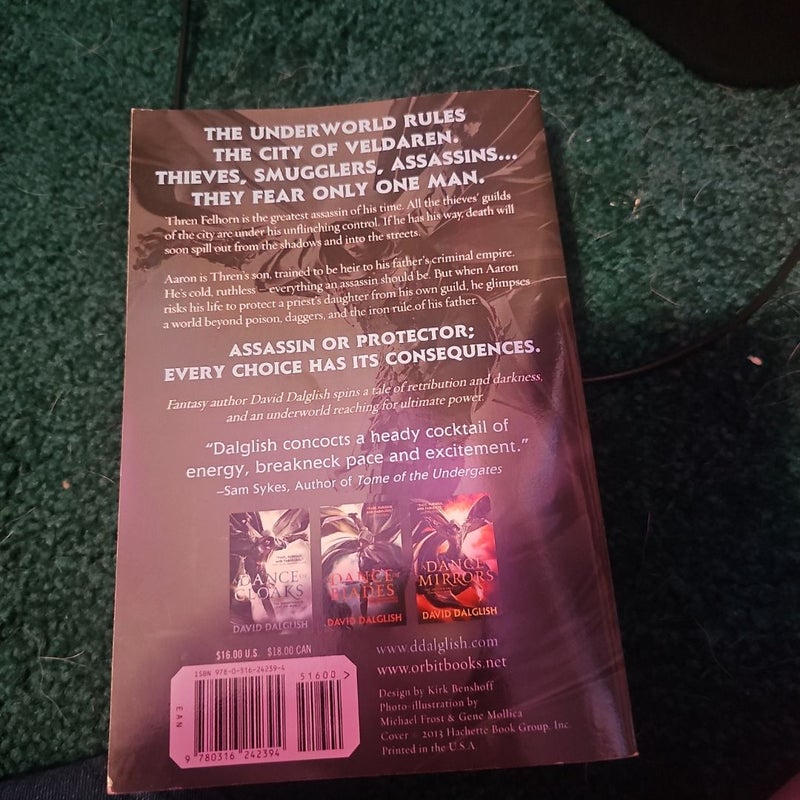 THE UNDERWORLD RULES
THE CITY OF VELDAREN.
THIEVES, SMUGGLERS, ASSASSINS...
THEY FEAR ONLY ONE MAN.
Thren Felhorn is the greatest assassin of his time. All the thieves' guilds
of the city are under his unflinching control. If he has his way, death will
soon spill out from the shadows and into the streets.
Aaron is Thren's son, trained to be heir to his father's criminal empire.
He's cold, ruthless – everything an assassin should be. But when Aaron
risks his life to protect a priest's daughter from his own guild, he glimpses
a world beyond poison, daggers, and the iron rule of his father.
ASSASSIN OR PROTECTOR;
EVERY CHOICE HAS ITS CONSEQUENCES.
Fantasy author David Dalglish spins a tale of retribution and darkness,
and an underworld reaching for ultimate power.
"Dalglish concocts a heady cocktail of
energy, breakneck pace and excitement."
–Sam Sykes, Author of Tome of the Undergates
A DANCE OF
CLOAKS
DAVID DALGLISH
A DANCE OF
BLADES
DAVID DALGLISH
A DANCE OF
MIRRORS
DAVID DALGLISH
$16.00 U.S. $18.00 CAN
ISBN 978-0-316-24239-4
51600 >
EAN
9 780316 242394
www.ddalglish.com
www.orbitbooks.net
Design by Kirk Benshoff
Photo-illustration by
Michael Frost & Gene Mollica
Cover © 2013 Hachette Book Group, Inc.
Printed in the U.S.A